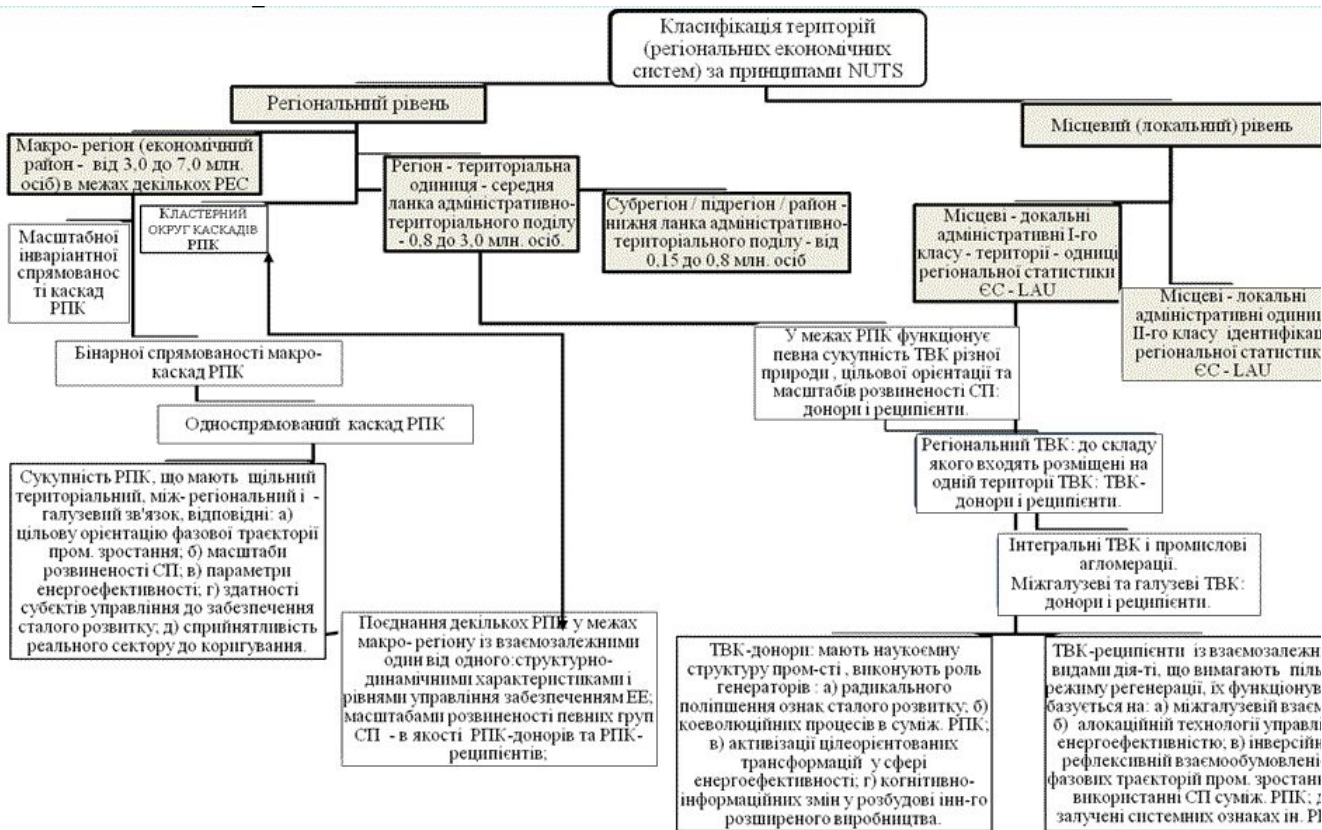 Класифікація територій
(регіональних економічних
систем) за принципами NUTS
Регіональний рівень
Місцевий (локальний) рівень
Макро- регіон (економічний
район - від 3,0 до 7,0 млн.
осіб) в межах декількох РЕС
Регіон - територіальна
одиниця - середня
ланка адміністративно-
територіального поділу
- 0,8 до 3,0 млн. осіб.
Субрегіон / підрегіон / район -
нижня ланка адміністративно-
територіального поділу - від
0,15 до 0,8 млн. осіб
Місцеві - докальні
адміністративні І-го
класу - території - одниці
регіональної статистики
ЄС - LAU
Місцеві - локальні
адміністративні одиниц
ІІ-го класу ідентифікац
регіональної статистик
ЄС - LAU
КЛАСТЕРНИЙ
ОКРУГ КАСКАДІВ
РПК
Масштабної
інваріантної
спрямованос
ті каскад
РПК
Бінарної спрямованості макро-
каскад РПК
Односпрямований каскад РПК
Сукупність РПК, що мають щільний
територіальний, між- регіональний і -
галузевий зв'язок, відповідні: а)
цільову орієнтацію фазової траєкторії
пром. зростання; б) масштаби
розвиненості СП; в) параметри
енергоефективності; г) здатності
субєктів управління до забезпечення
сталого розвитку; д) сприйнятливість
реального сектору до коригування.
Поєднання декількох РПК у межах
макро- регіону із взаємозалежними
один від одного:структурно-
динамічними характеристиками і
рівнями управління забезпеченням ЕЕ;
масштабами розвиненості певних груп
СП - в якості РПК-донорів та РПК-
реципієнтів;
У межах РПК функціонує
певна сукупність ТВК різної
природи , цільової орієнтації та
масштабів розвиненості СП:
донори і реципієнти.
Регіональний ТВК: до складу
якого входять розміщені на
одній території ТВК: ТВК-
донори і реципієнти.
Інтегральні ТВК і промислові
агломерації.
Міжгалузеві та галузеві ТВК:
донори і реципієнти.
ТВК-донори: мають наукоємну
структуру пром-сті , виконують роль
генераторів : а) радикального
поліпшення ознак сталого розвитку; б)
коеволюційних процесів в суміж. РПК;
в) активізації цілеорієнтованих
трансформацій у сфері
енергоефективності; г) когнітивно-
інформаційних змін у розбудові інн-го
розширеного виробництва.
ТВК-реципієнти із взаємозалежни
видами дія-ті, що вимагають піль
режиму регенерації, їх функціонув
базується на: а) міжгалузевій взаєм
б) алокаційній технології управлі
енергоефективністю; в) інверсійн
рефлексивній взаємообумовлені
фазових траєкторій пром. зростан
використанні СП суміж. РПК; д
залучені системних ознаках ін. РП